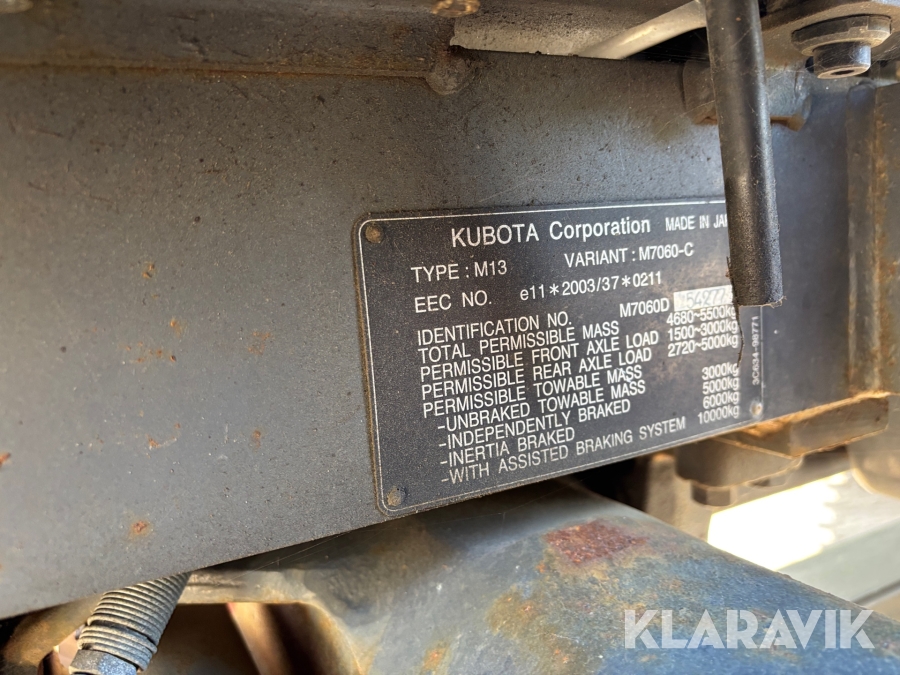 KUBOTA Corporation MADE IN
TYPE : M13 VARIANT : M7060-C
EEC NO. e11*2003/37*0211
IDENTIFICATION NO. M7060D
TOTAL PERMISSIBLE MASS 4680~5500kg
PERMISSIBLE FRONT AXLE LOAD 1500~3000kg
PERMISSIBLE REAR AXLE LOAD 2720~5000kg
PERMISSIBLE TOWABLE MASS
-UNBRAKED TOWABLE MASS 3000kg
-INDEPENDENTLY BRAKED 5000kg
-INERTIA BRAKED 6000kg
-WITH ASSISTED BRAKING SYSTEM 10000kg
3C634-98771
KLARAVIK